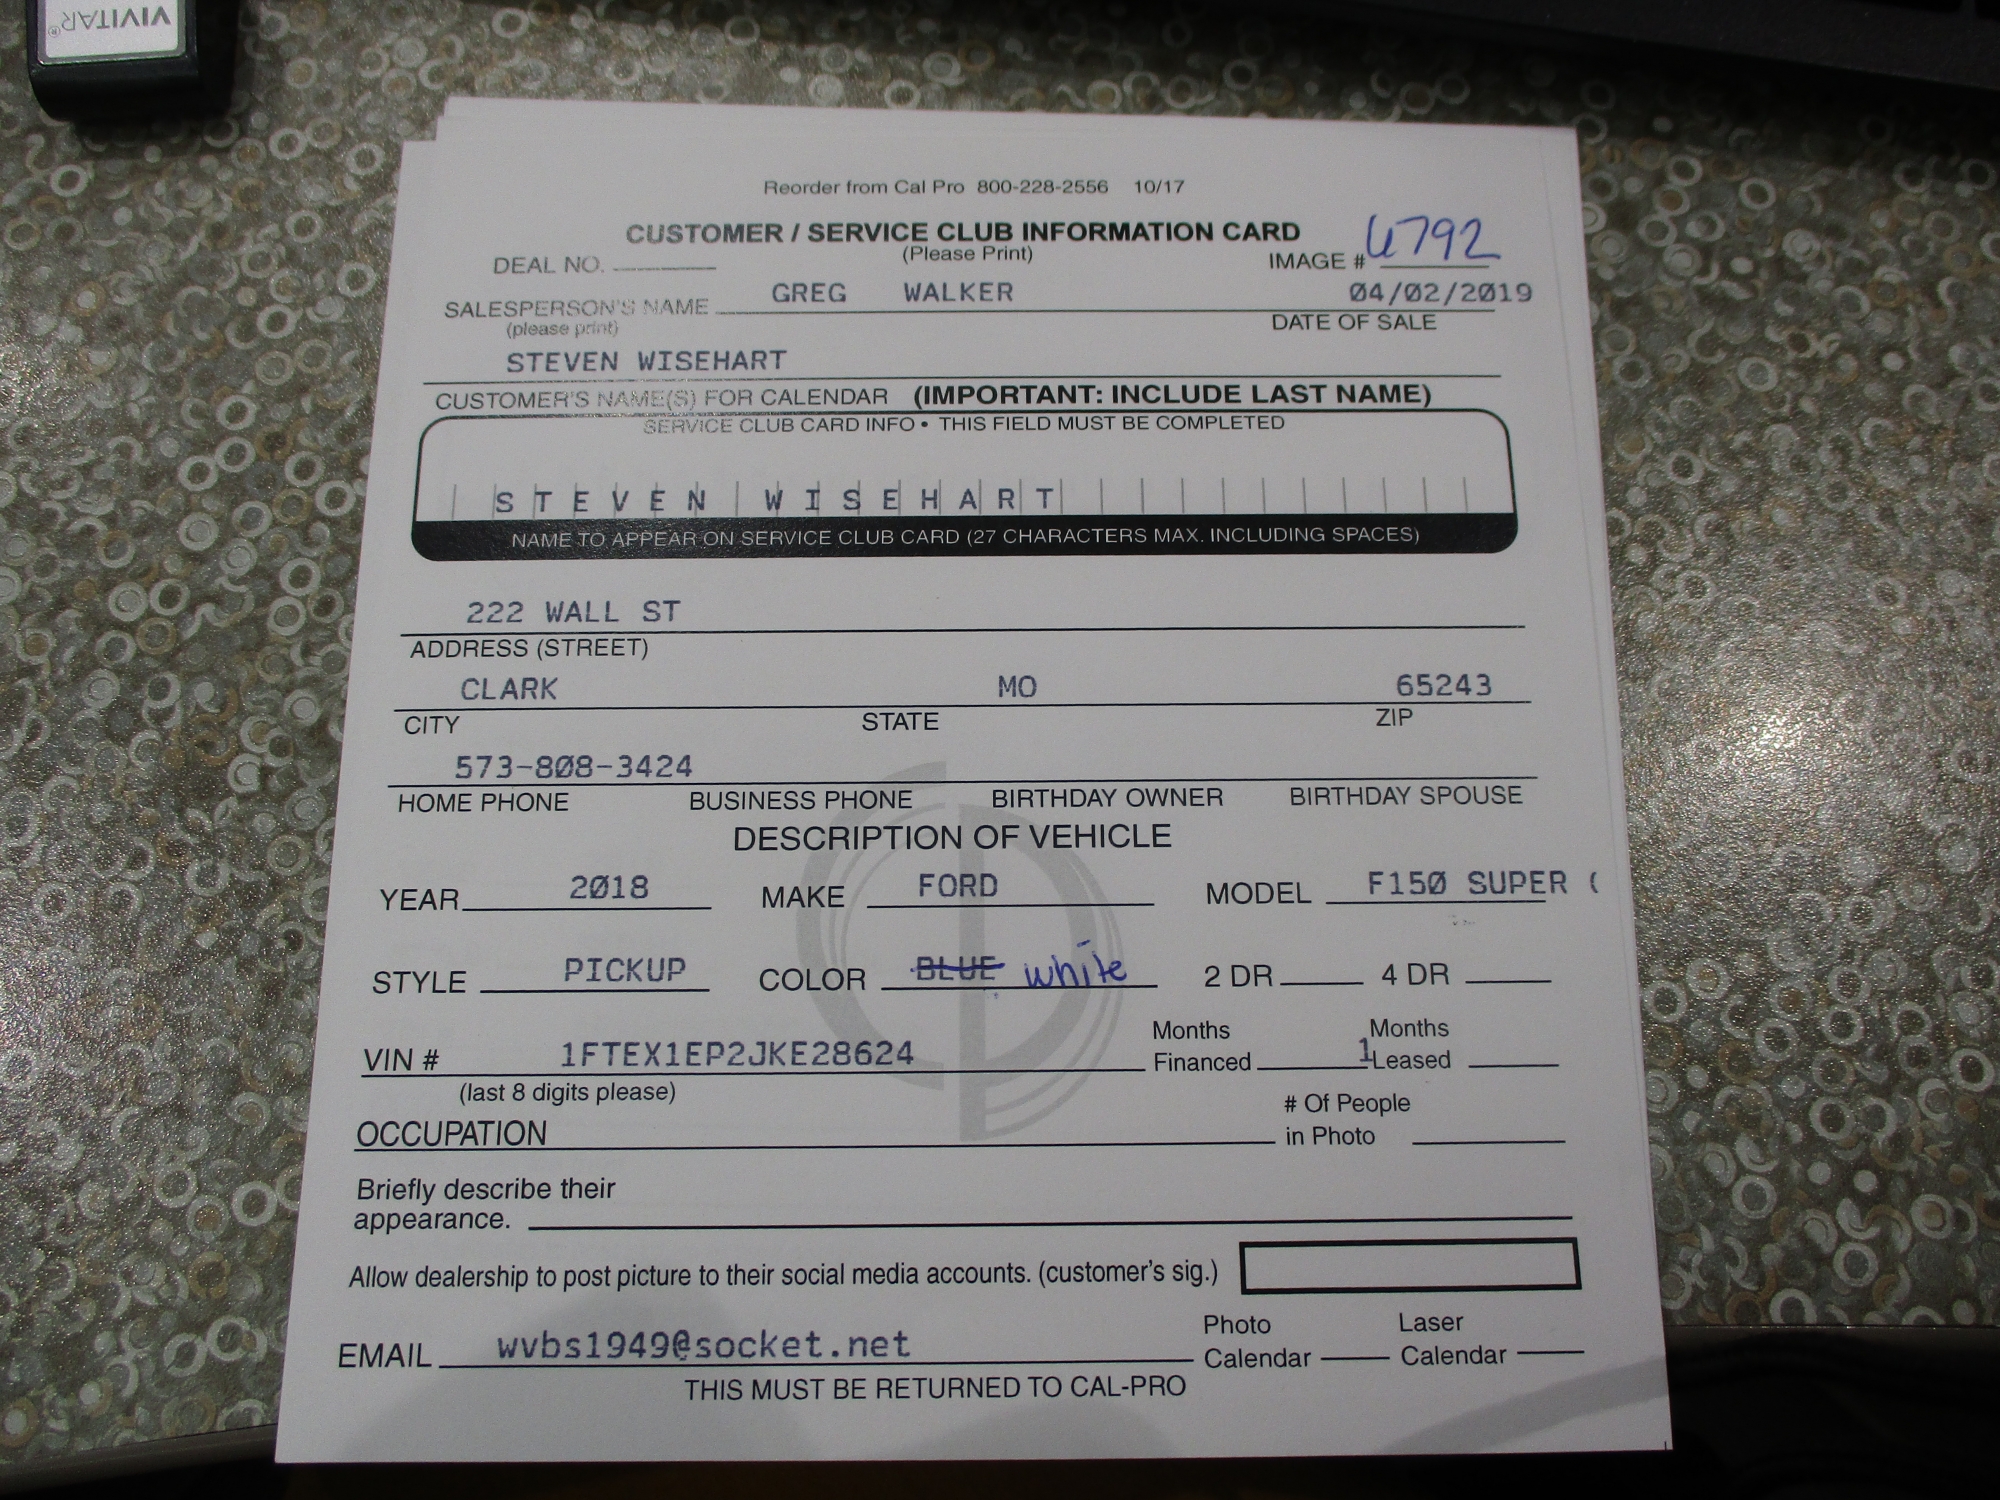 VIVITAR®
Reorder from Cal Pro 800-228-2556 10/17
CUSTOMER / SERVICE CLUB INFORMATION CARD
(Please Print)
DEAL NO.
IMAGE # 6792
SALESPERSON'S NAME GREG WALKER 04/02/2019
(please print)
DATE OF SALE
STEVEN WISEHART
CUSTOMER'S NAME(S) FOR CALENDAR (IMPORTANT: INCLUDE LAST NAME)
SERVICE CLUB CARD INFO • THIS FIELD MUST BE COMPLETED
STEVEN WISEHART
NAME TO APPEAR ON SERVICE CLUB CARD (27 CHARACTERS MAX. INCLUDING SPACES)
222 WALL ST
ADDRESS (STREET)
CLARK MO 65243
CITY STATE ZIP
573-808-3424
HOME PHONE BUSINESS PHONE BIRTHDAY OWNER BIRTHDAY SPOUSE
DESCRIPTION OF VEHICLE
YEAR 2018 MAKE FORD MODEL F150 SUPER (
STYLE PICKUP COLOR BLUE white 2 DR 4 DR
VIN # 1FTEX1EP2JKE28624 Months Financed 1 Months Leased
(last 8 digits please)
OCCUPATION # Of People in Photo
Briefly describe their
appearance.
Allow dealership to post picture to their social media accounts. (customer's sig.)
EMAIL wvbs1949@socket.net Photo Calendar Laser Calendar
THIS MUST BE RETURNED TO CAL-PRO